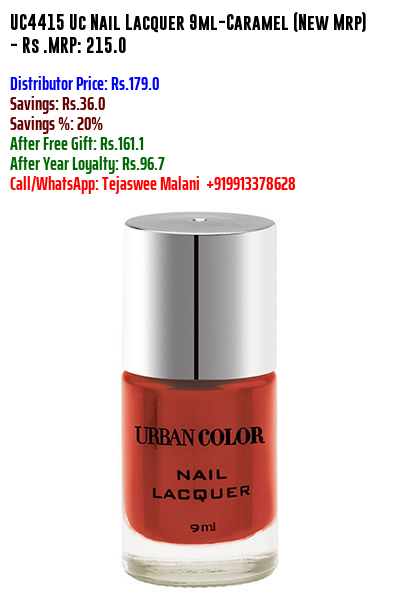 UC4415 Uc Nail Lacquer 9ml-Caramel (New Mrp)
- Rs .MRP: 215.0
Distributor Price: Rs.179.0
Savings: Rs.36.0
Savings %: 20%
After Free Gift: Rs.161.1
After Year Loyalty: Rs.96.7
Call/WhatsApp: Tejaswee Malani +919913378628
URBAN COLOR
NAIL
LACQUER
9ml